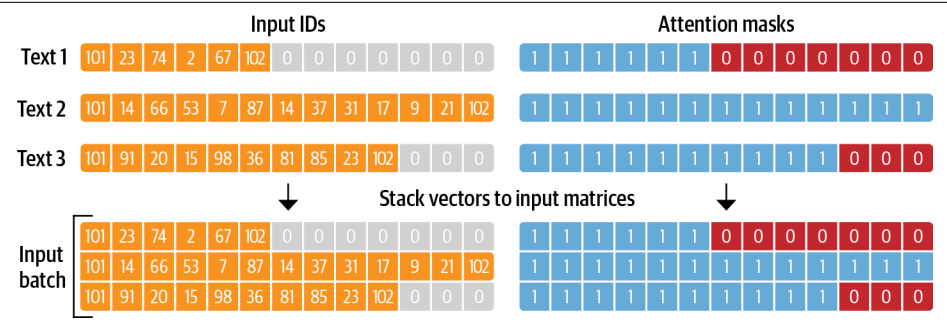 Input IDs Attention masks
Text 1 101 23 74 2 67 102 0 0 0 0 0 0 0 1 1 1 1 1 1 0 0 0 0 0 0 0
Text 2 101 14 66 53 7 87 14 37 31 17 9 21 102 1 1 1 1 1 1 1 1 1 1 1 1 1
Text 3 101 91 20 15 98 36 81 85 23 102 0 0 0 1 1 1 1 1 1 1 1 1 1 0 0 0
Stack vectors to input matrices
Input batch
101 23 74 2 67 102 0 0 0 0 0 0 0 1 1 1 1 1 1 0 0 0 0 0 0 0
101 14 66 53 7 87 14 37 31 17 9 21 102 1 1 1 1 1 1 1 1 1 1 1 1 1
101 91 20 15 98 36 81 85 23 102 0 0 0 1 1 1 1 1 1 1 1 1 1 0 0 0